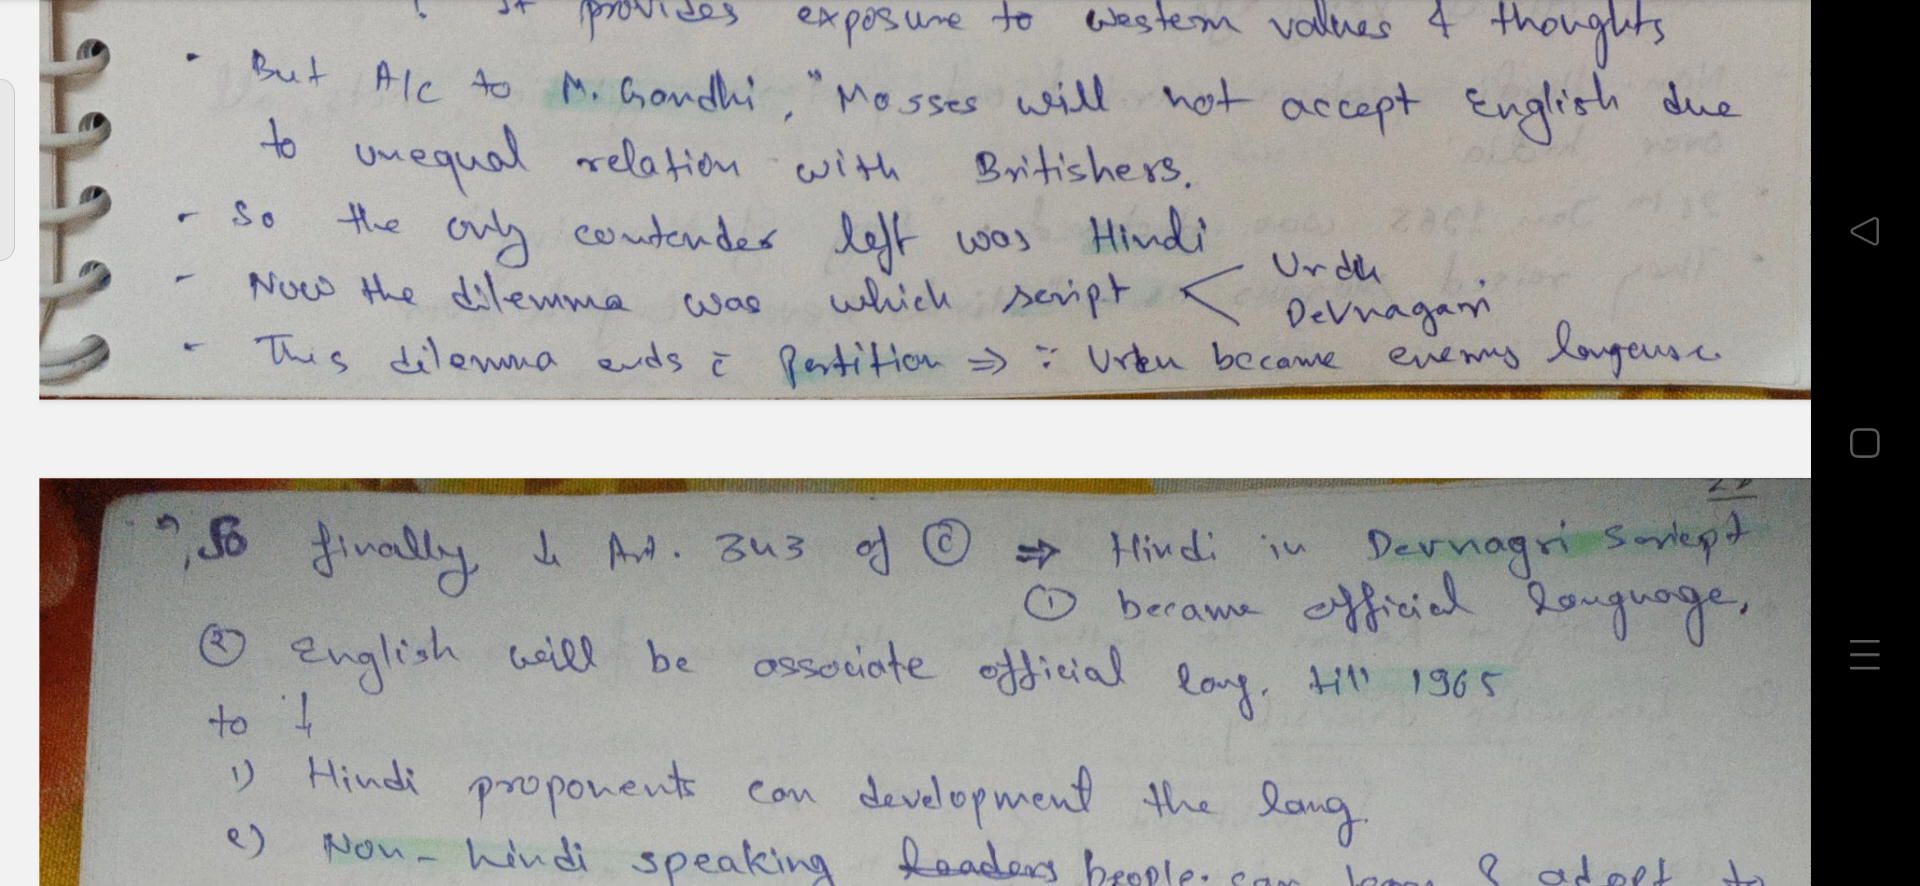 ! It provides exposure to western values & thoughts
• But A/c to M. Gandhi, "Masses will not accept English due
to unequal relation with Britishers.
- So the only contender left was Hindi
- Now the dilemma was which script < Urdu
Devnagari
- This dilemma ends c̄ Partition ⇒ ∵ Urdu became enemy
" So finally, ↓ Art. 343 of © ⇒ Hindi in Devnagri Script
① became official language,
② English will be associate official lang. till 1965
to ↓
1) Hindi proponents can development the lang.
2) Non-hindi speaking leaders people can & adopt to